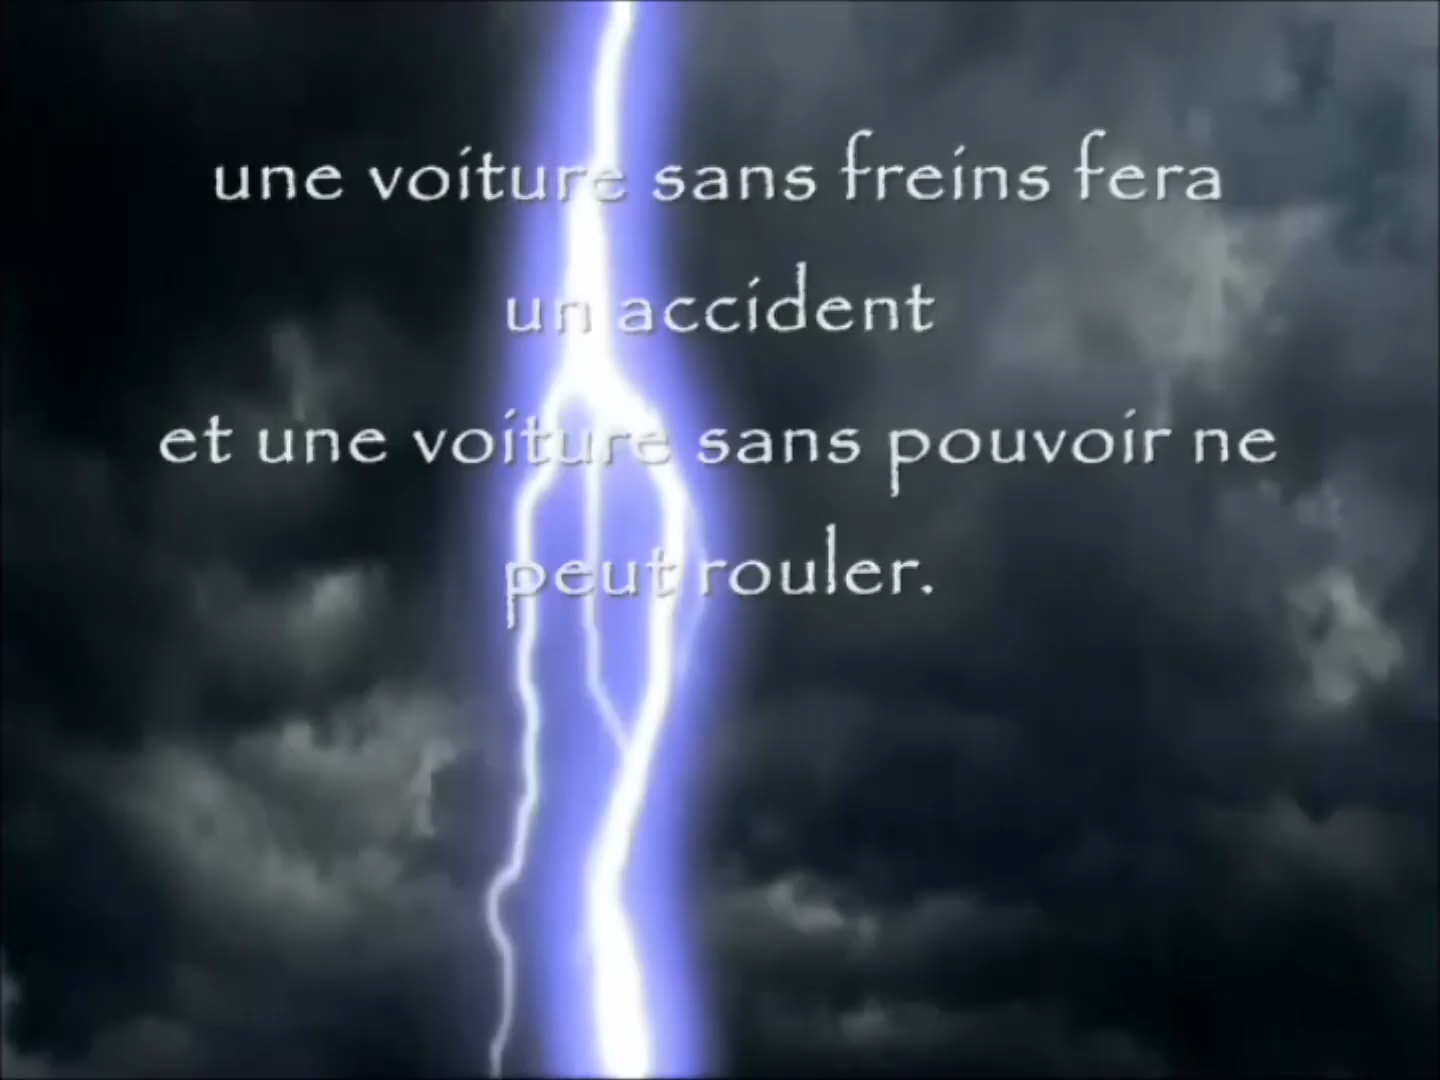 une voiture sans freins fera
un accident
et une voiture sans pouvoir ne
peut rouler.